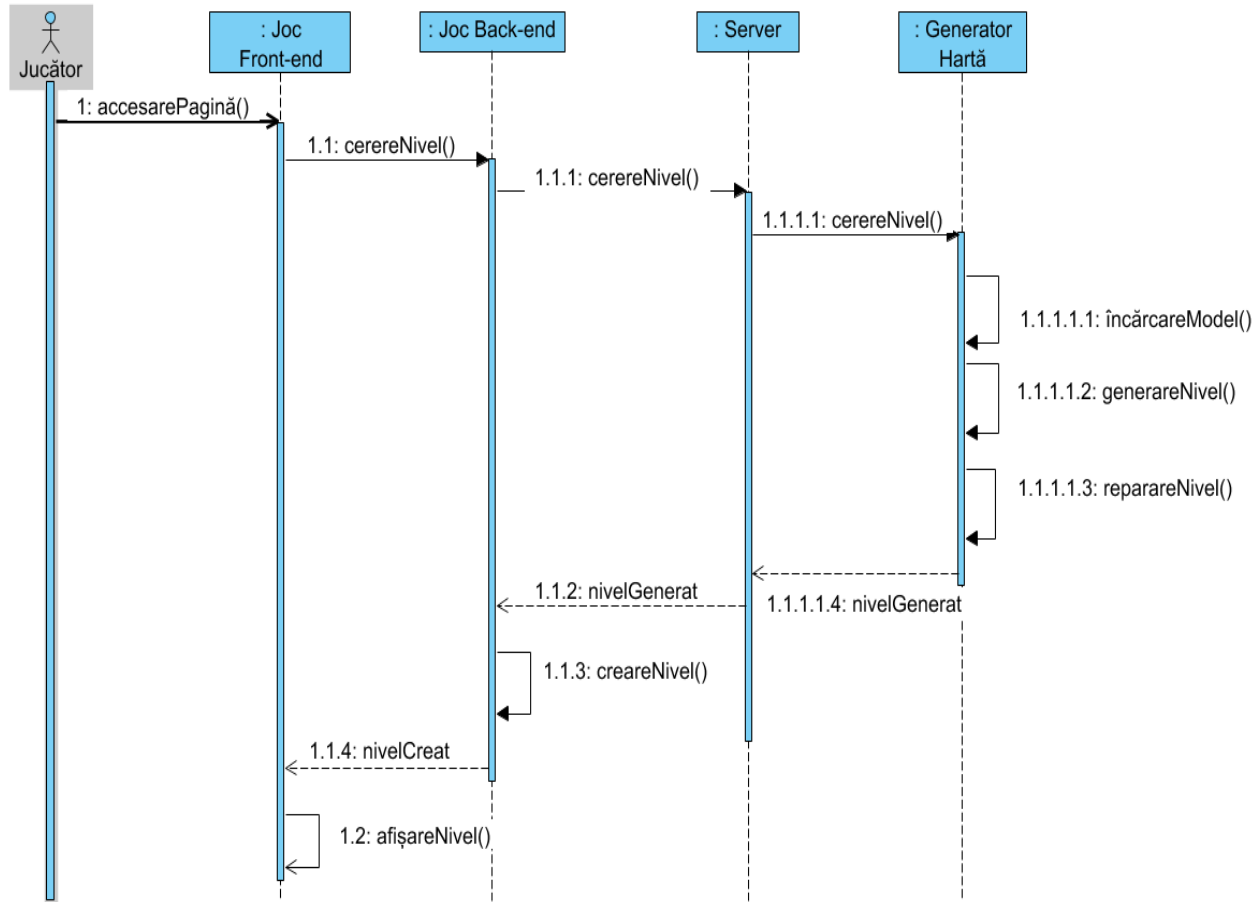 Jucător
: Joc
Front-end
: Joc Back-end
: Server
: Generator
Hartă
1: accesarePagină()
1.1: cerereNivel()
1.1.1: cerereNivel()
1.1.1.1: cerereNivel()
1.1.1.1.1: încărcareModel()
1.1.1.1.2: generareNivel()
1.1.1.1.3: reparareNivel()
1.1.1.1.4: nivelGenerat
1.1.2: nivelGenerat
1.1.3: creareNivel()
1.1.4: nivelCreat
1.2: afișareNivel()